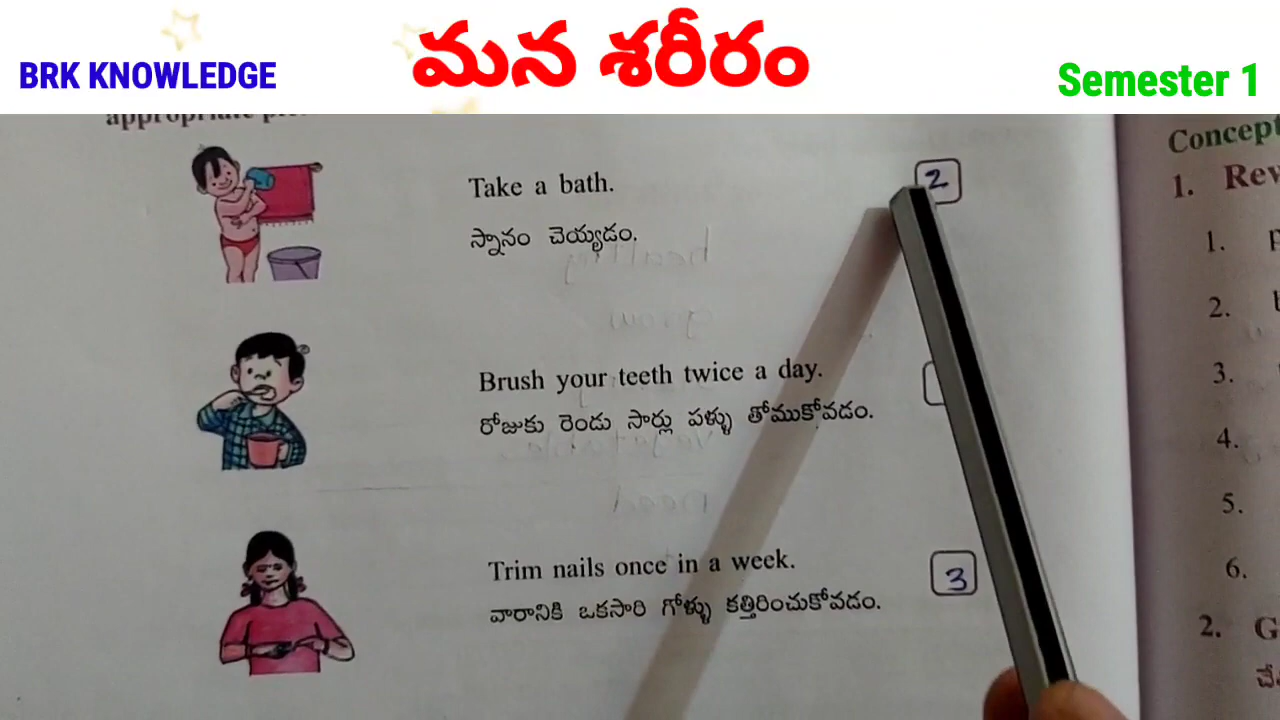 BRK KNOWLEDGE
మన శరీరం
Semester 1
appropriate
Take a bath.
2
స్నానం చెయ్యడం.
Brush your teeth twice a day.
రోజుకు రెండు సార్లు పళ్ళు తోముకోవడం.
Trim nails once in a week.
3
వారానికి ఒకసారి గోళ్ళు కత్తిరించుకోవడం.
Concept
1. Rev
1.
2.
3.
4.
5.
6.
2. G